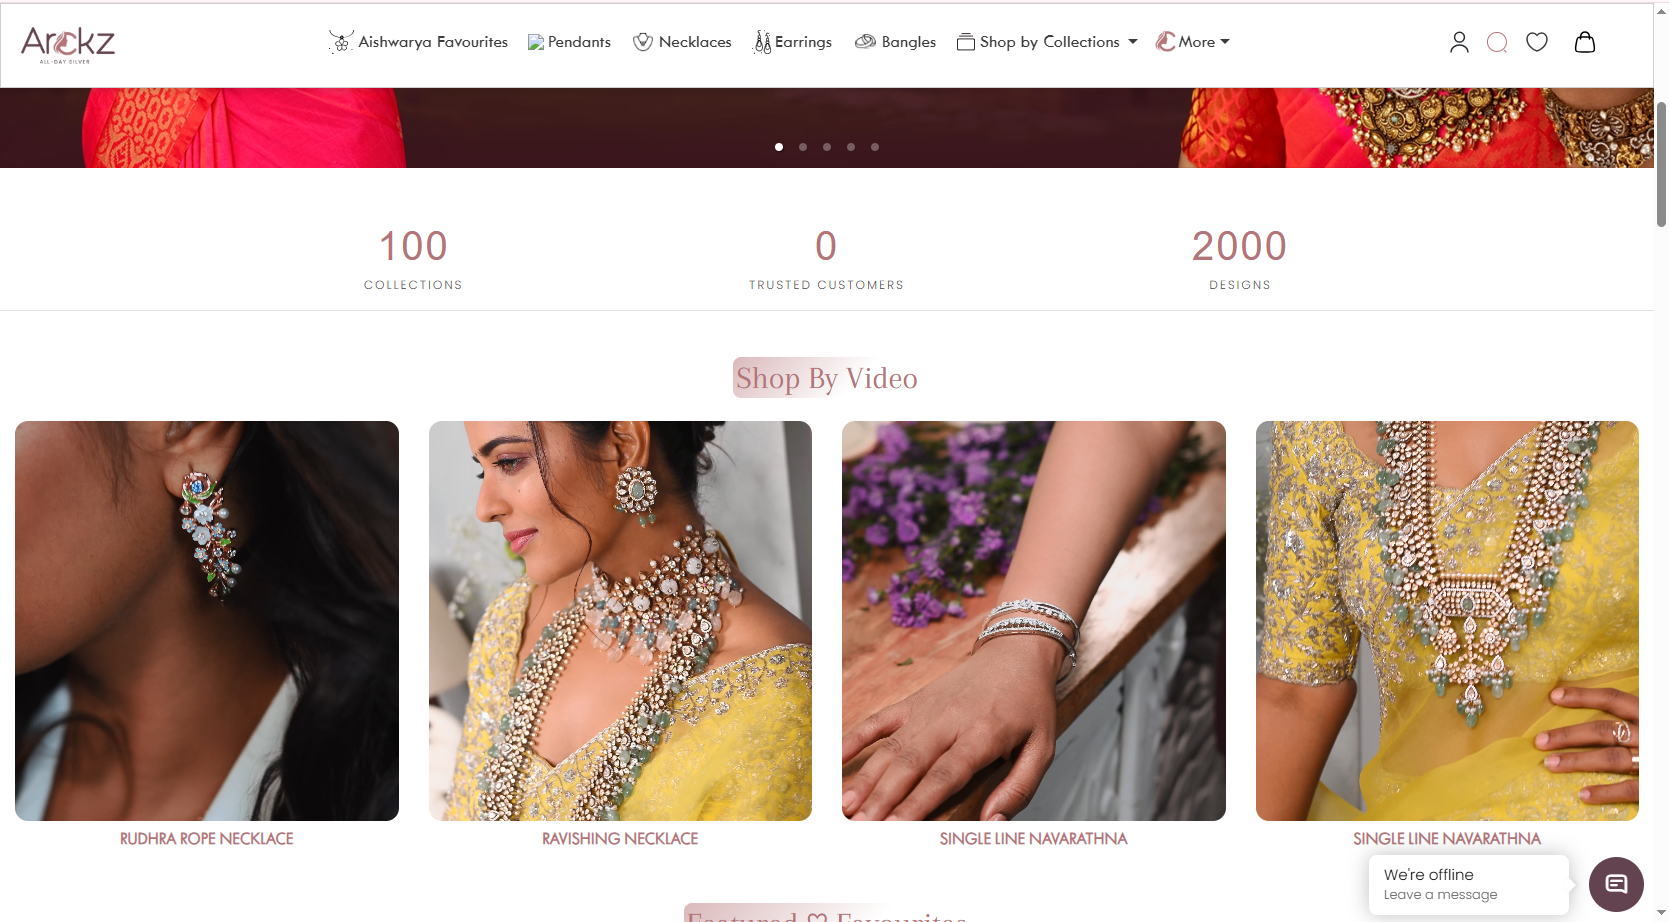 Arckz
ALL-DAY SILVER
Aishwarya Favourites
Pendants
Necklaces
Earrings
Bangles
Shop by Collections
More
100
COLLECTIONS
0
TRUSTED CUSTOMERS
2000
DESIGNS
Shop By Video
RUDHRA ROPE NECKLACE
RAVISHING NECKLACE
SINGLE LINE NAVARATHNA
SINGLE LINE NAVARATHNA
We're offline
Leave a message
Featured ♡ Favourites